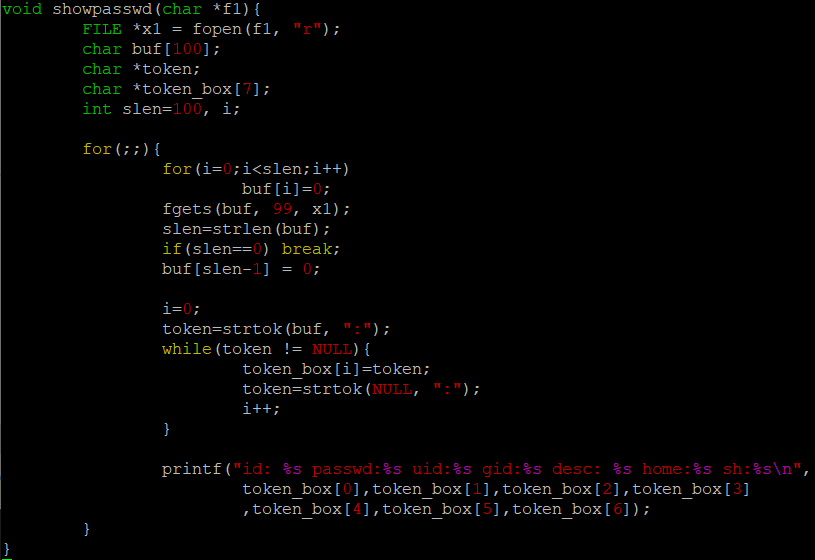 void showpasswd(char *f1){
        FILE *x1 = fopen(f1, "r");
        char buf[100];
        char *token;
        char *token_box[7];
        int slen=100, i;

        for(;;){
                for(i=0;i<slen;i++)
                        buf[i]=0;
                fgets(buf, 99, x1);
                slen=strlen(buf);
                if(slen==0) break;
                buf[slen-1] = 0;

                i=0;
                token=strtok(buf, ":");
                while(token != NULL){
                        token_box[i]=token;
                        token=strtok(NULL, ":");
                        i++;
                }

                printf("id: %s passwd:%s uid:%s gid:%s desc: %s home:%s sh:%s\n",
                        token_box[0],token_box[1],token_box[2],token_box[3]
                        ,token_box[4],token_box[5],token_box[6]);
        }
}